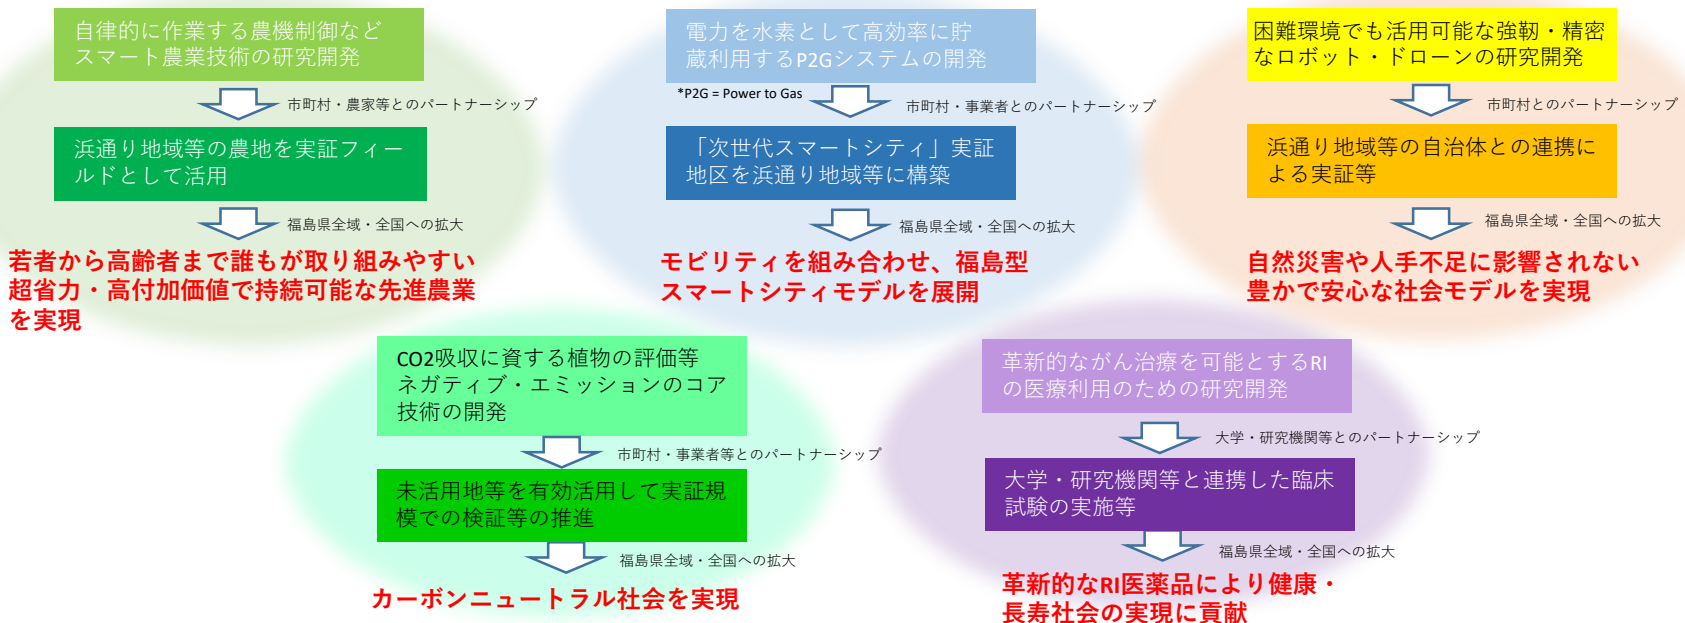 自律的に作業する農機制御など
スマート農業技術の研究開発
市町村・農家等とのパートナーシップ
浜通り地域等の農地を実証フィー
ルドとして活用
福島県全域・全国への拡大
若者から高齢者まで誰もが取り組みやすい
超省力・高付加価値で持続可能な先進農業
を実現
電力を水素として高効率に貯
蔵利用するP2Gシステムの開発
*P2G = Power to Gas
市町村・事業者とのパートナーシップ
「次世代スマートシティ」実証
地区を浜通り地域等に構築
福島県全域・全国への拡大
モビリティを組み合わせ、福島型
スマートシティモデルを展開
困難環境でも活用可能な強靭・精密
なロボット・ドローンの研究開発
市町村とのパートナーシップ
浜通り地域等の自治体との連携に
よる実証等
福島県全域・全国への拡大
自然災害や人手不足に影響されない
豊かで安心な社会モデルを実現
CO2吸収に資する植物の評価等
ネガティブ・エミッションのコア
技術の開発
市町村・事業者等とのパートナーシップ
未活用地等を有効活用して実証規
模での検証等の推進
福島県全域・全国への拡大
カーボンニュートラル社会を実現
革新的ながん治療を可能とするRI
の医療利用のための研究開発
大学・研究機関等とのパートナーシップ
大学・研究機関等と連携した臨床
試験の実施等
福島県全域・全国への拡大
革新的なRI医薬品により健康・
長寿社会の実現に貢献